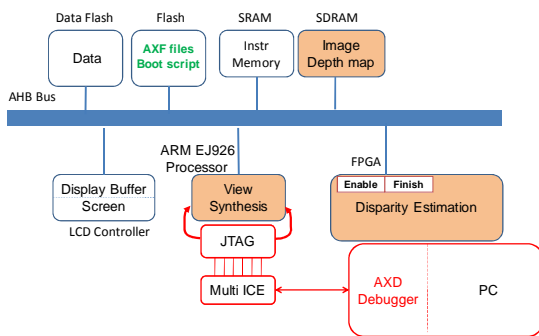 Data Flash
Flash
SRAM
SDRAM
Data
AXF files
Boot script
Instr
Memory
Image
Depth map
AHB Bus
ARM EJ926
Processor
FPGA
Display Buffer
Screen
View
Synthesis
Enable
Finish
Disparity Estimation
LCD Controller
JTAG
Multi ICE
AXD
Debugger
PC